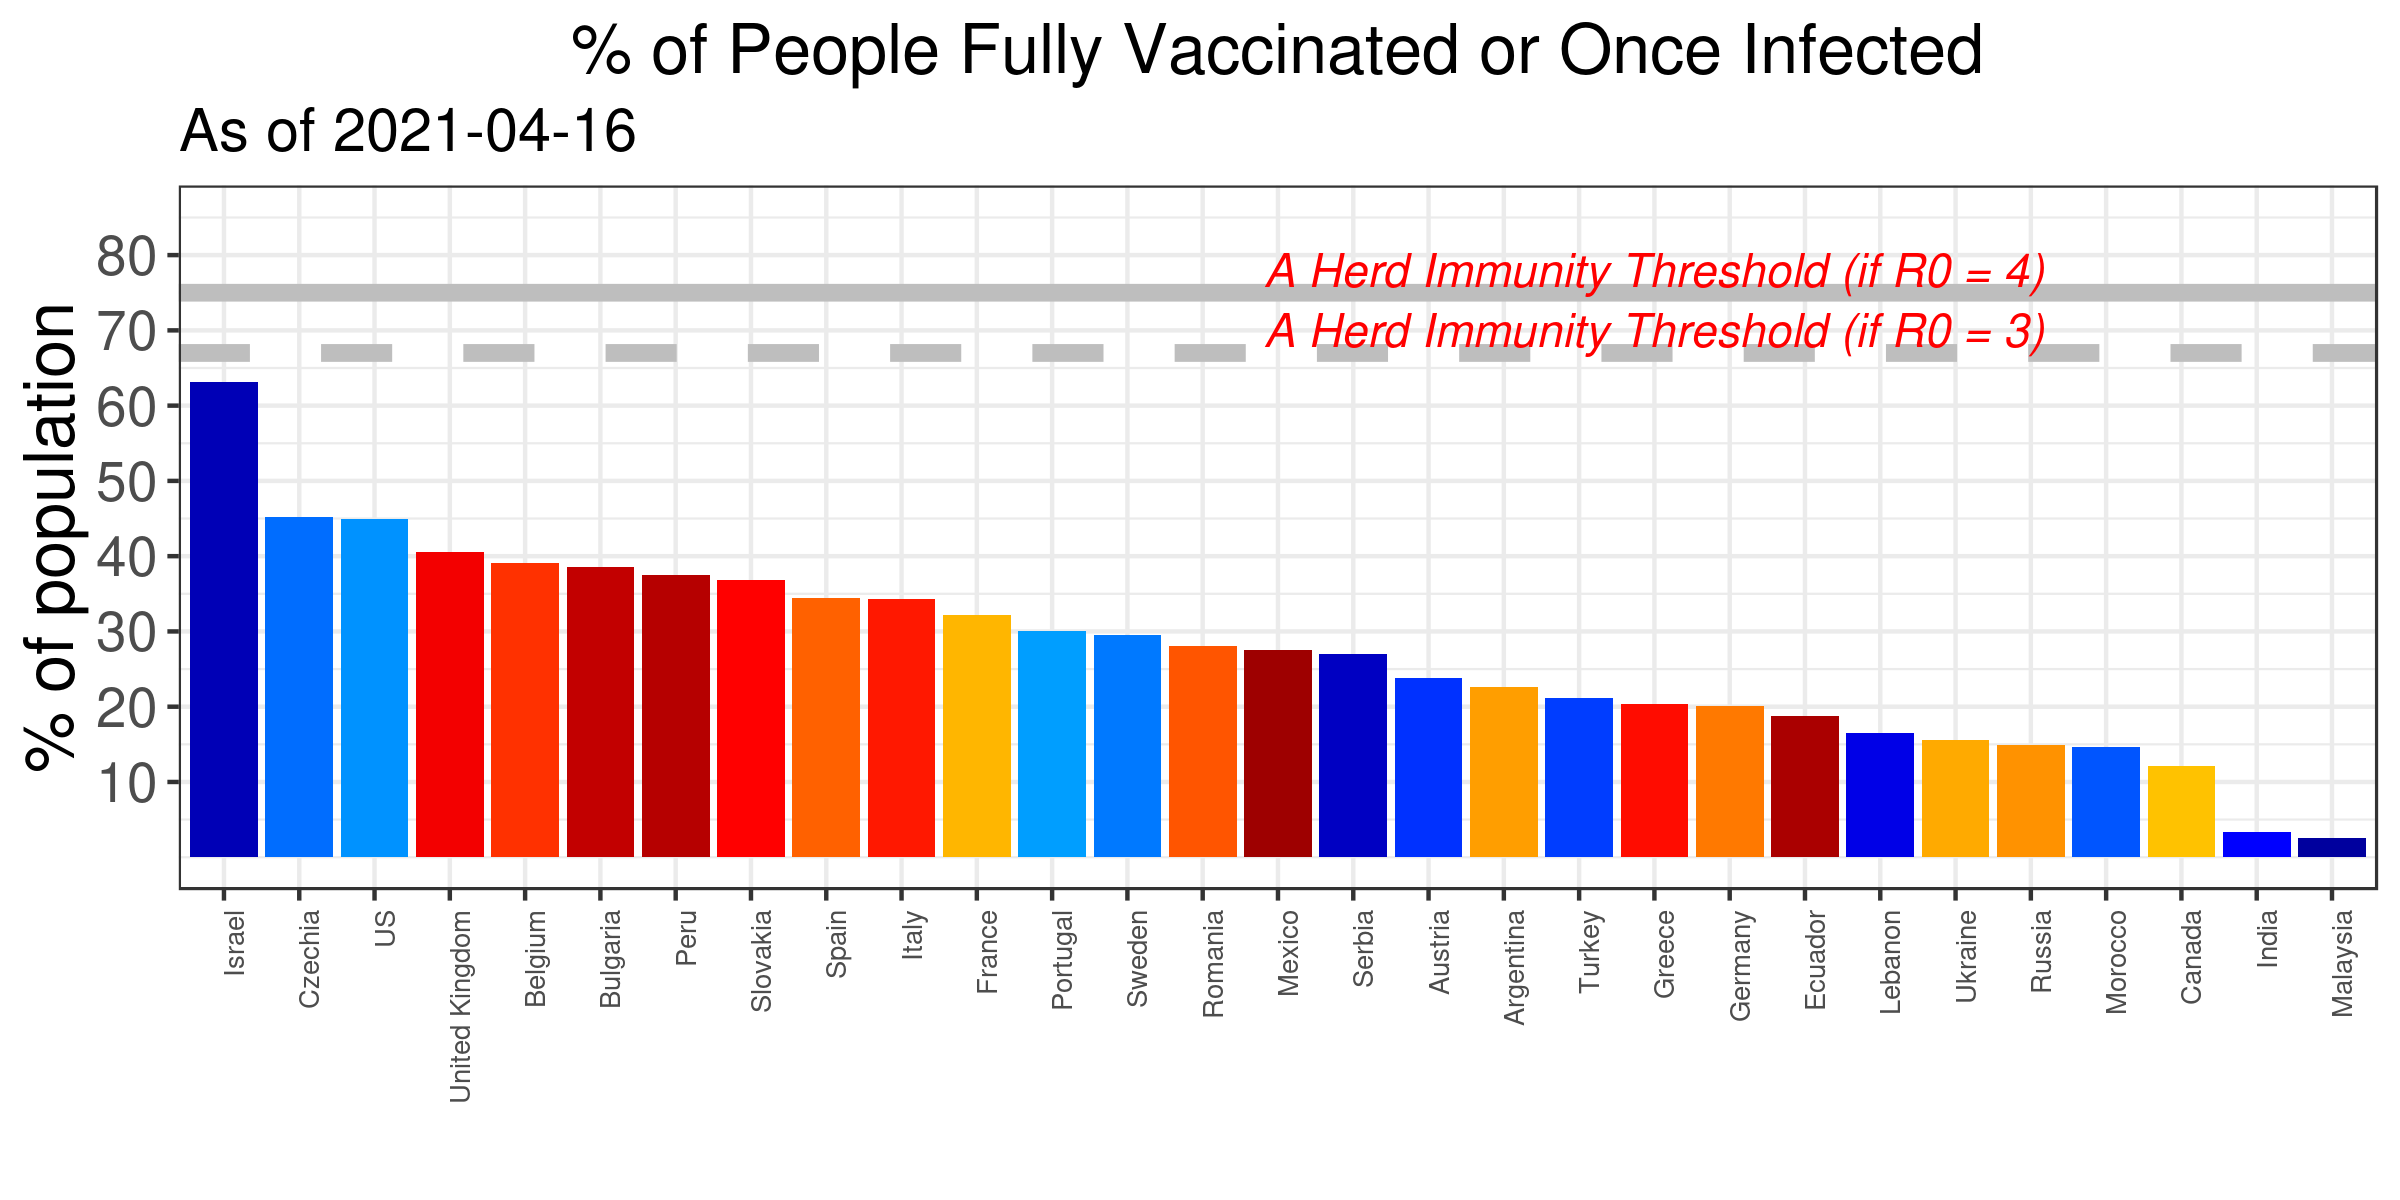 % of People Fully Vaccinated or Once Infected
As of 2021-04-16
% of population
80
70
60
50
40
30
20
10
A Herd Immunity Threshold (if R0 = 4)
A Herd Immunity Threshold (if R0 = 3)
Israel
Czechia
US
United Kingdom
Belgium
Bulgaria
Peru
Slovakia
Spain
Italy
France
Portugal
Sweden
Romania
Mexico
Serbia
Austria
Argentina
Turkey
Greece
Germany
Ecuador
Lebanon
Ukraine
Russia
Morocco
Canada
India
Malaysia